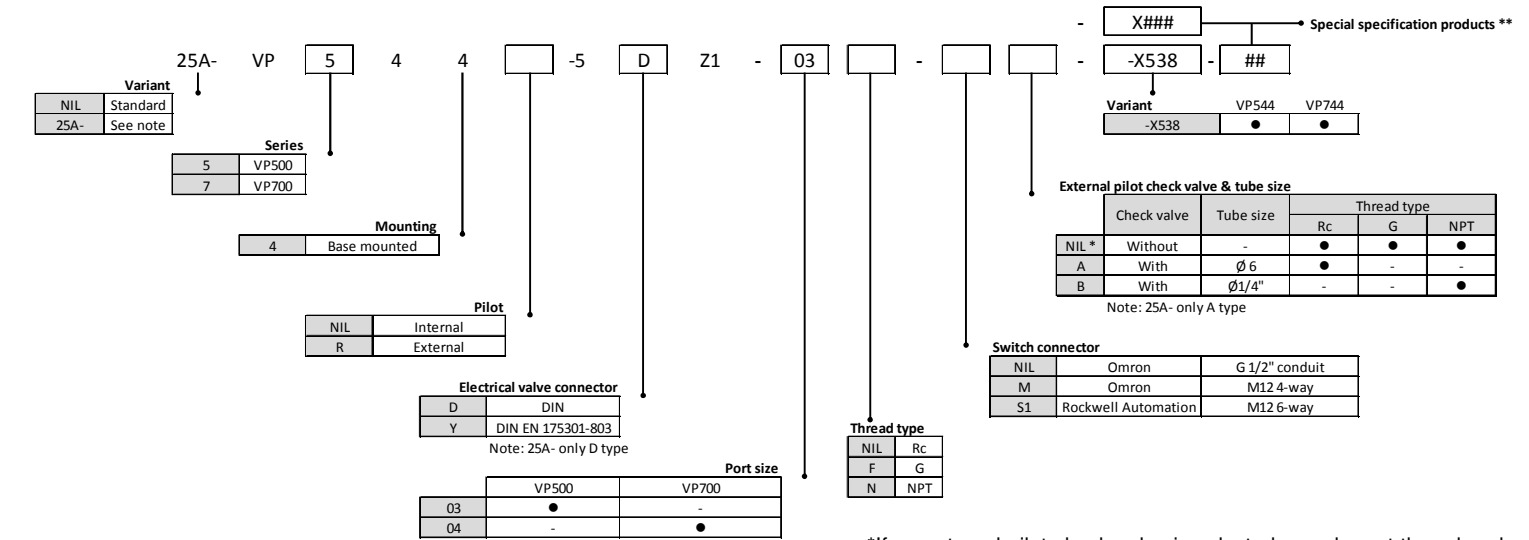 - X### Special specification products **
25A- VP 5 4 4 -5 D Z1 - 03 - - -X538 - ##
Variant
NIL Standard
25A- See note
Variant VP544 VP744
-X538 ● ●
Series
5 VP500
7 VP700
External pilot check valve & tube size
Check valve Tube size Thread type
Rc G NPT
NIL * Without - ● ● ●
A With Ø 6 ● - -
B With Ø1/4" - - ●
Note: 25A- only A type
Mounting
4 Base mounted
Pilot
NIL Internal
R External
Switch connector
NIL Omron G 1/2" conduit
M Omron M12 4-way
S1 Rockwell Automation M12 6-way
Electrical valve connector
D DIN
Y DIN EN 175301-803
Note: 25A- only D type
Thread type
NIL Rc
F G
N NPT
Port size
VP500 VP700
03 ● -
04 - ●